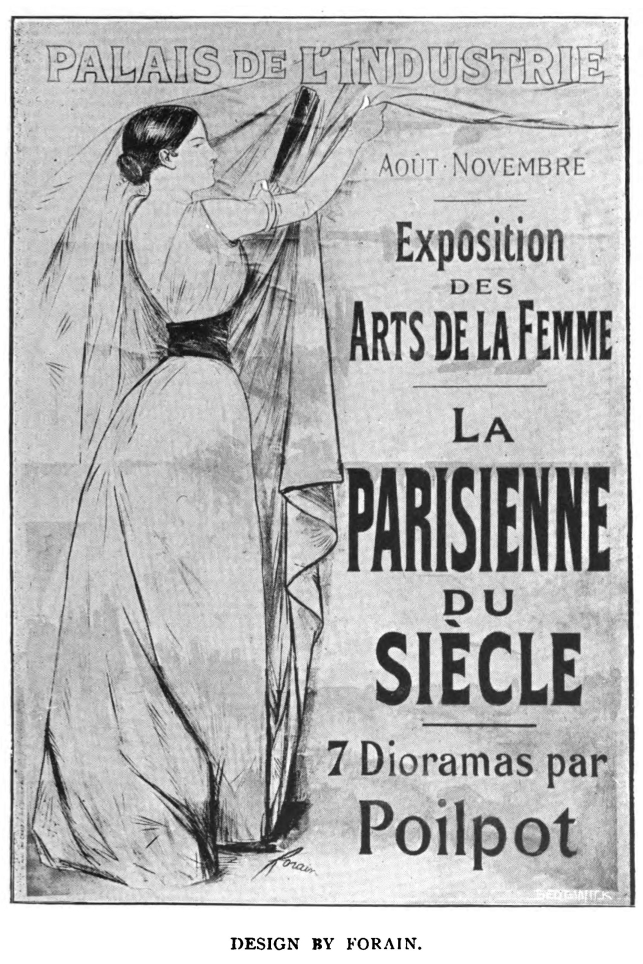 PALAIS DE L'INDUSTRIE
AOÛT·NOVEMBRE
Exposition
DES
ARTS DE LA FEMME
LA
PARISIENNE
DU
SIÈCLE
7 Dioramas par
Poilpot
Forain
DESIGN BY FORAIN.